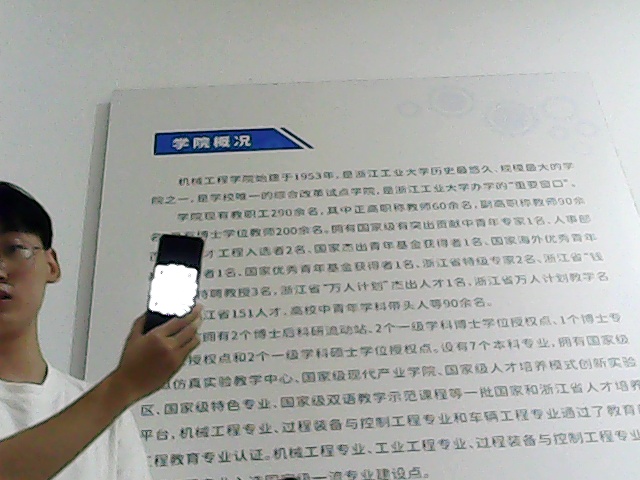 学院概况
机械工程学院始建于1953年，是浙江工业大学历史最悠久、规模最大的学
院之一，是学校唯一的综合改革试点学院，是浙江工业大学办学的“重要窗口”。
学院现有教职工290余名，其中正高职称教师60余名，副高职称教师90余
博士学位教师200余名。拥有国家级有突出贡献中青年专家1名、人事部
才工程入选者2名、国家杰出青年基金获得者1名、国家海外优秀青年
者1名、国家优秀青年基金获得者1名、浙江省特级专家2名、浙江省“钱
特聘教授3名，浙江省“万人计划”杰出人才1名，浙江省万人计划教学名
江省151人才、高校中青年学科带头人等90余名。
拥有2个博士后科研流动站、2个一级学科博士学位授权点、1个博士专
授权点和2个一级学科硕士学位授权点。设有7个本科专业，拥有国家级
仿真实验教学中心、国家级现代产业学院、国家级人才培养模式创新实验
区、国家级特色专业、国家级双语教学示范课程等一批国家和浙江省人才培养
平台，机械工程专业、过程装备与控制工程专业和车辆工程专业通过了教育
工程教育专业认证。机械工程专业、工业工程专业、过程装备与控制工程专业
入选国家级一流专业建设点。